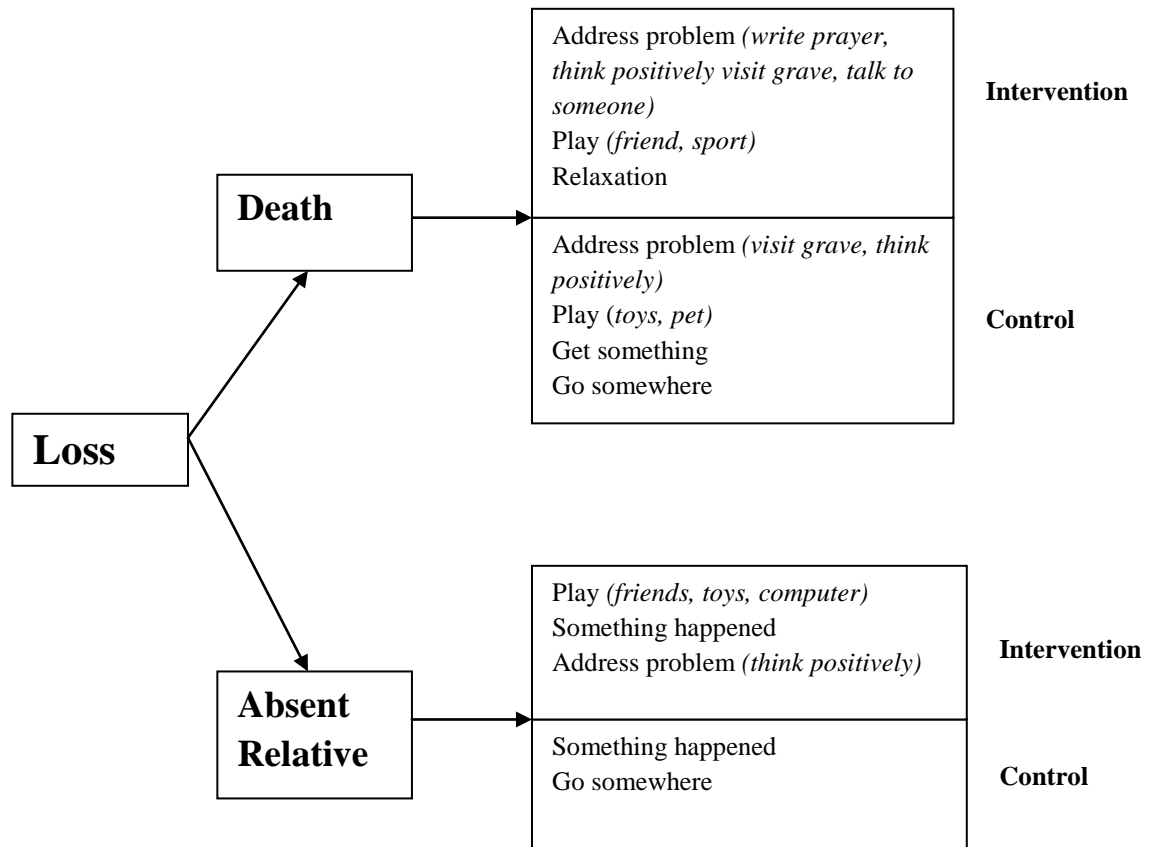 Address problem (write prayer,
think positively visit grave, talk to
someone)
Play (friend, sport)
Relaxation
Intervention
Death
Address problem (visit grave, think
positively)
Play (toys, pet)
Get something
Go somewhere
Control
Loss
Play (friends, toys, computer)
Something happened
Address problem (think positively)
Intervention
Absent
Relative
Something happened
Go somewhere
Control